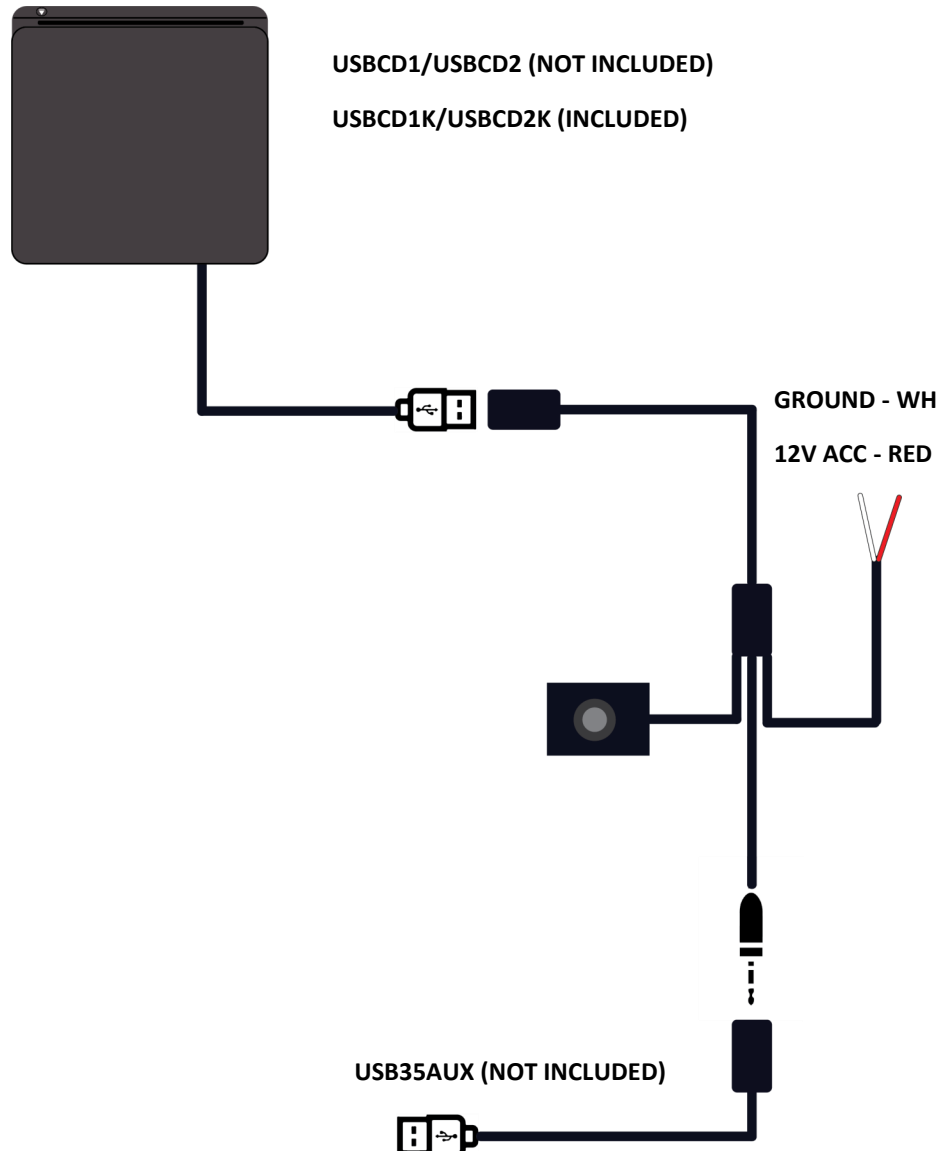 USBCD1/USBCD2 (NOT INCLUDED)
USBCD1K/USBCD2K (INCLUDED)
GROUND - WH
12V ACC - RED
USB35AUX (NOT INCLUDED)